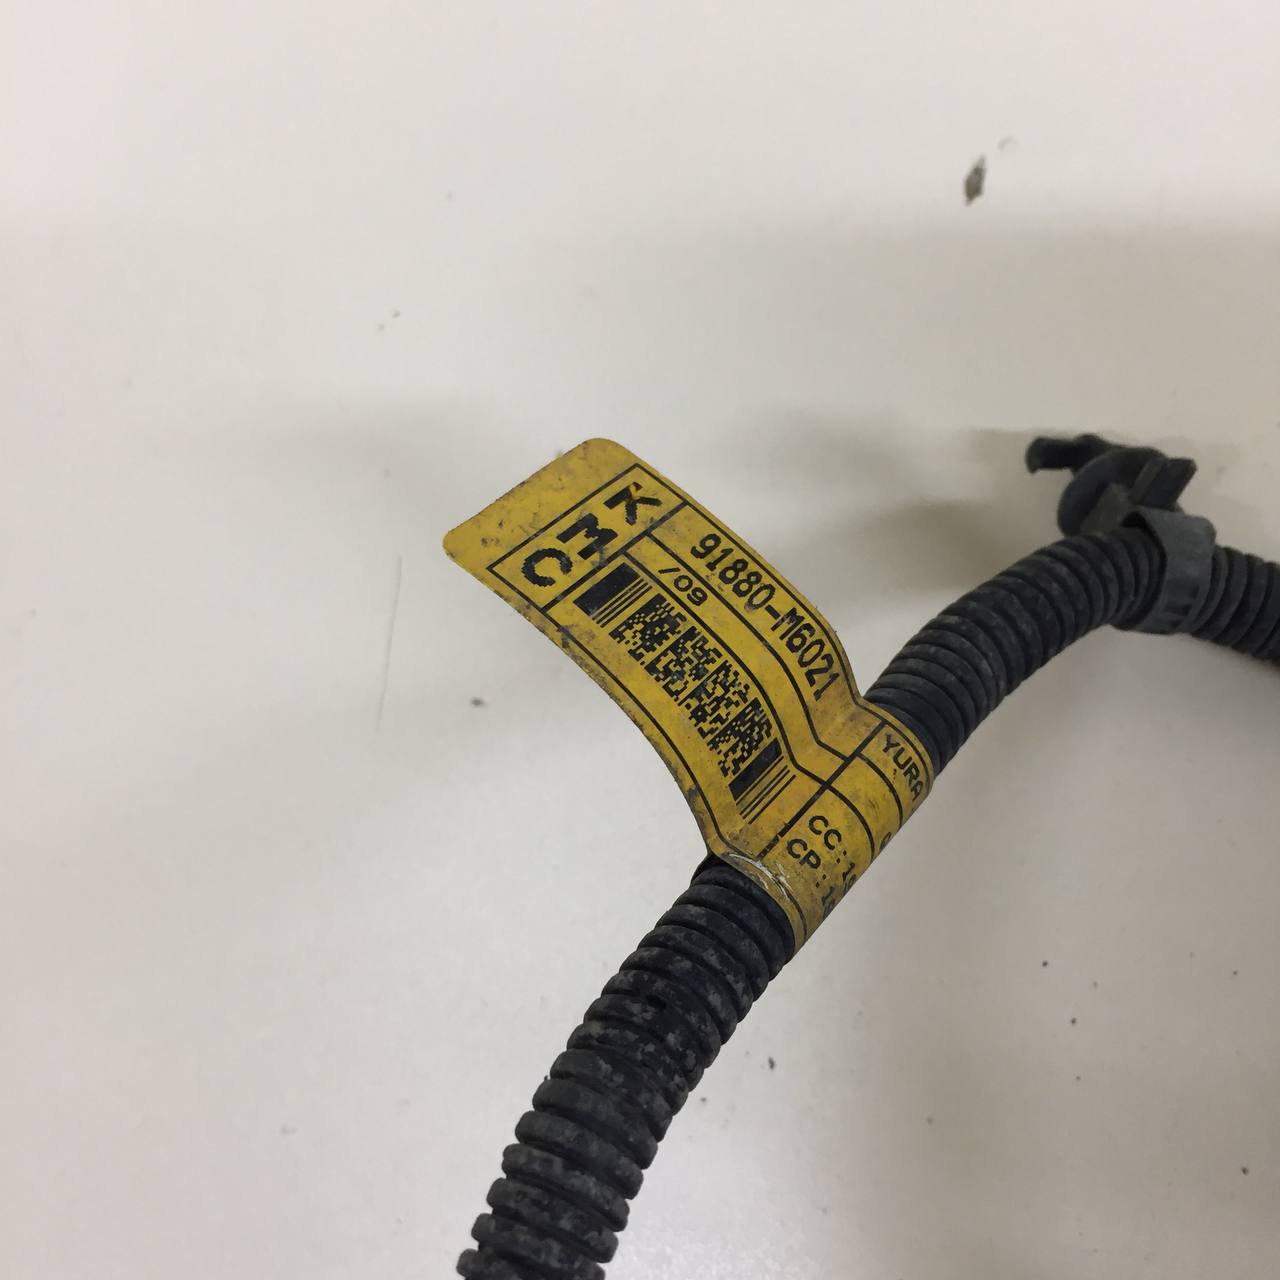 C3K
91880-M6021
/09
YURA
CC:
CP: